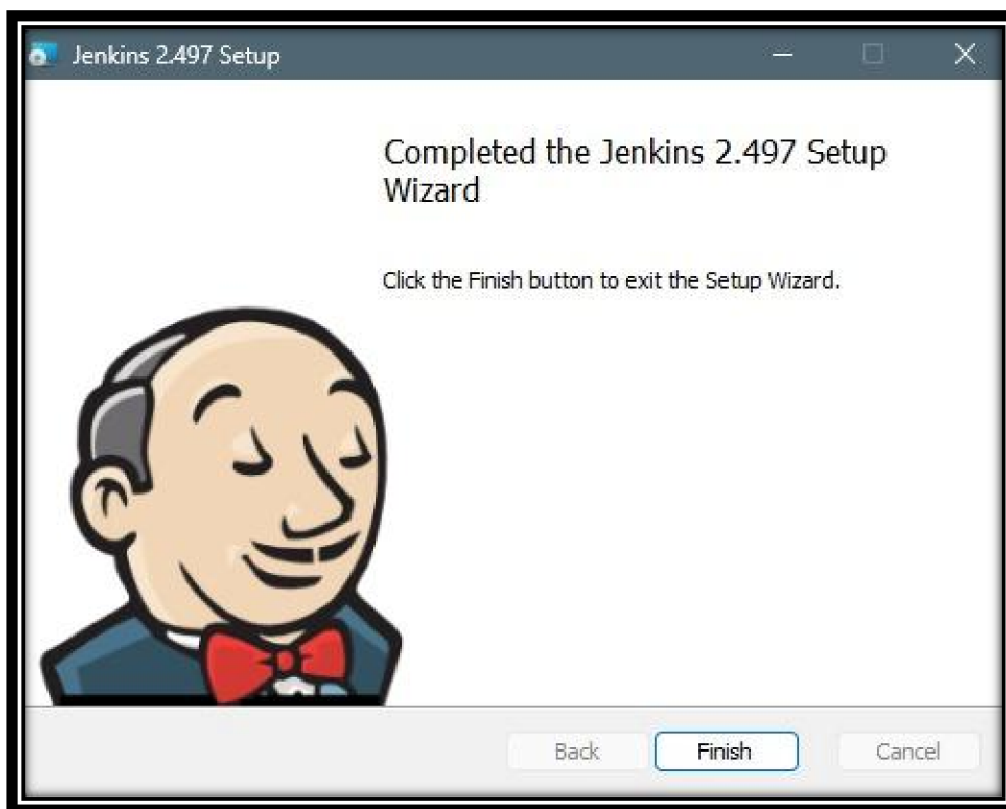 Jenkins 2.497 Setup
Completed the Jenkins 2.497 Setup
Wizard
Click the Finish button to exit the Setup Wizard.
Back
Finish
Cancel